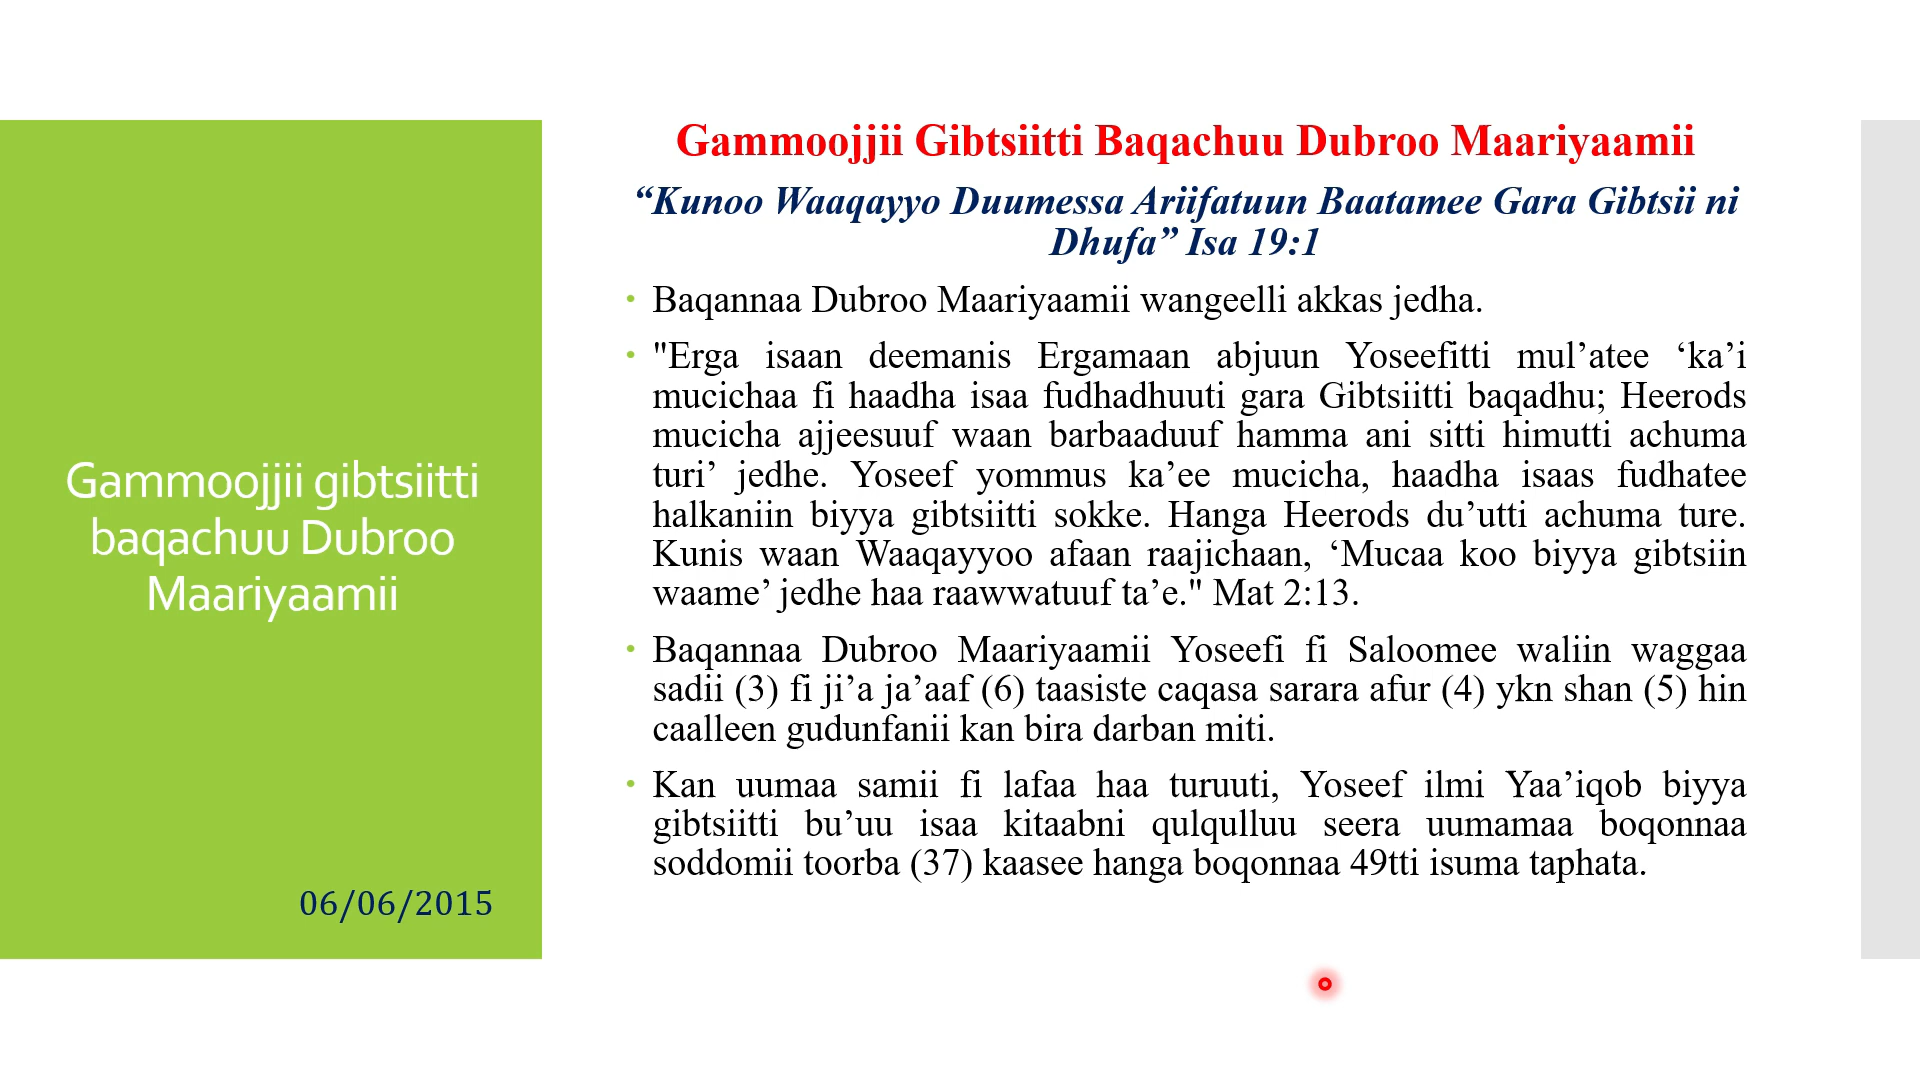 Gammoojjii gibtsiitti
baqachuu Dubroo
Maariyaamii
06/06/2015
Gammoojjii Gibtsiitti Baqachuu Dubroo Maariyaamii
“Kunoo Waaqayyo Duumessa Ariifatuun Baatamee Gara Gibtsii ni
Dhufa” Isa 19:1
• Baqannaa Dubroo Maariyaamii wangeelli akkas jedha.
• "Erga isaan deemanis Ergamaan abjuun Yoseefitti mul’atee ‘ka’i
mucichaa fi haadha isaa fudhadhuuti gara Gibtsiitti baqadhu; Heerods
mucicha ajjeesuuf waan barbaaduuf hamma ani sitti himutti achuma
turi’ jedhe. Yoseef yommus ka’ee mucicha, haadha isaas fudhatee
halkaniin biyya gibtsiitti sokke. Hanga Heerods du’utti achuma ture.
Kunis waan Waaqayyoo afaan raajichaan, ‘Mucaa koo biyya gibtsiin
waame’ jedhe haa raawwatuuf ta’e." Mat 2:13.
• Baqannaa Dubroo Maariyaamii Yoseefi fi Saloomee waliin waggaa
sadii (3) fi ji’a ja’aaf (6) taasiste caqasa sarara afur (4) ykn shan (5) hin
caalleen gudunfanii kan bira darban miti.
• Kan uumaa samii fi lafaa haa turuuti, Yoseef ilmi Yaa’iqob biyya
gibtsiitti bu’uu isaa kitaabni qulqulluu seera uumamaa boqonnaa
soddomii toorba (37) kaasee hanga boqonnaa 49tti isuma taphata.